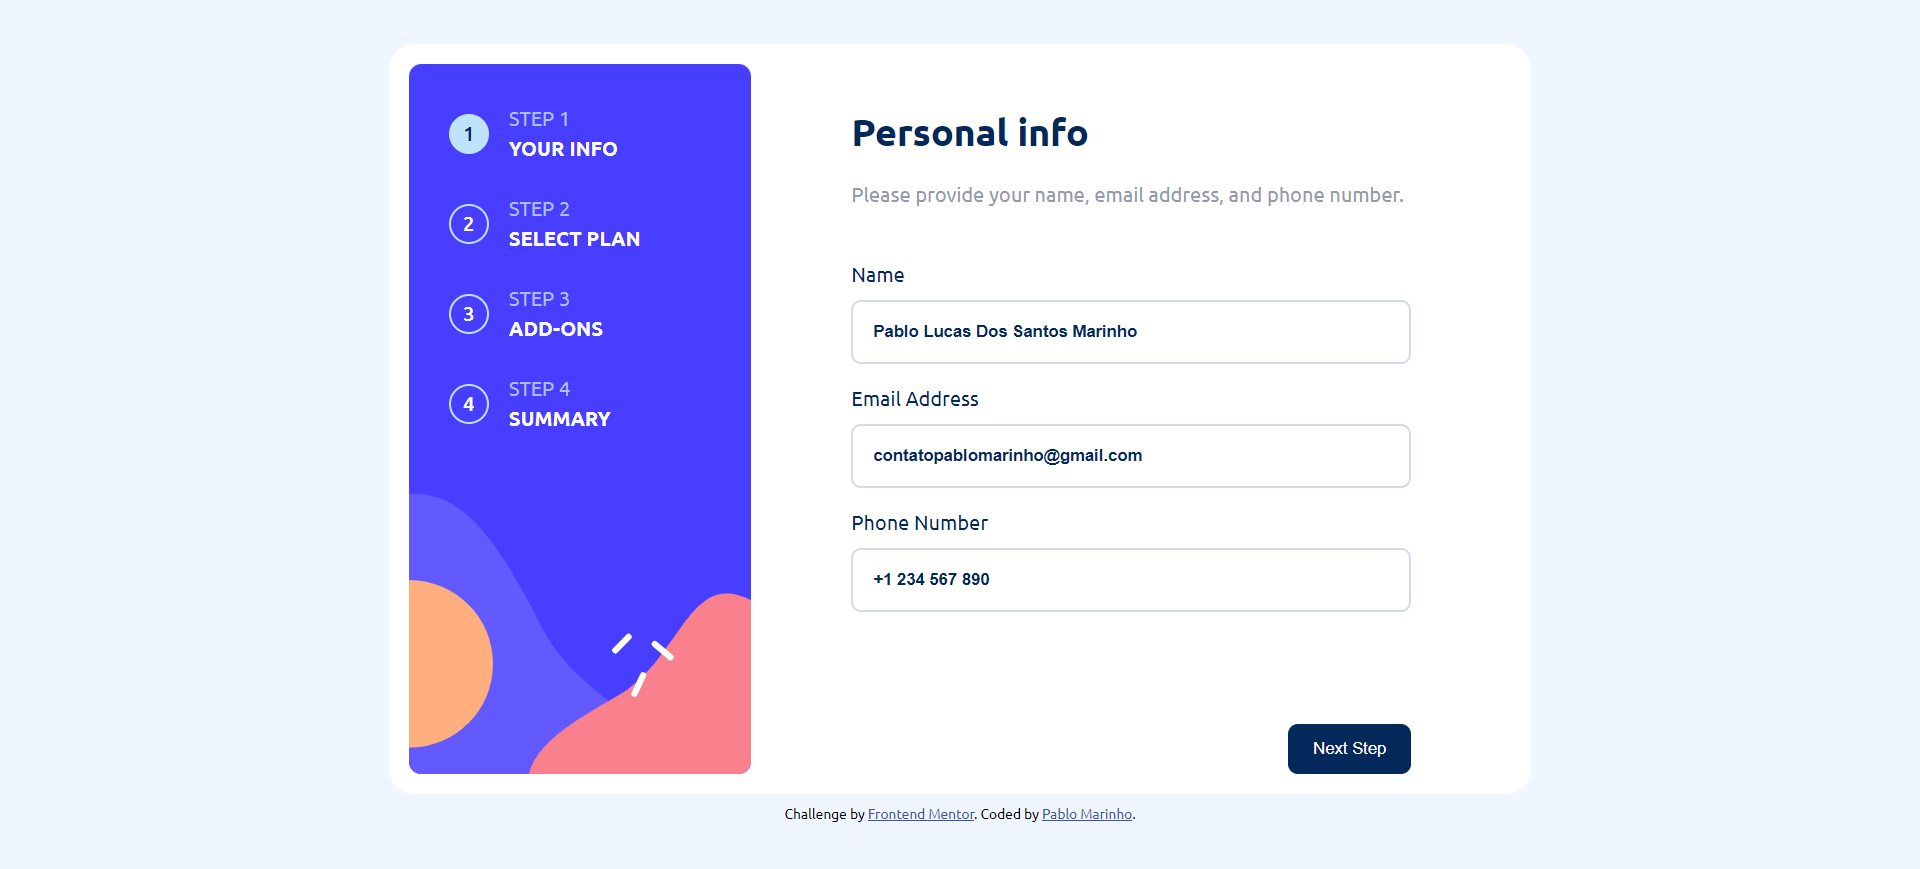 1
STEP 1
YOUR INFO
2
STEP 2
SELECT PLAN
3
STEP 3
ADD-ONS
4
STEP 4
SUMMARY
Personal info
Please provide your name, email address, and phone number.
Name
Pablo Lucas Dos Santos Marinho
Email Address
contatopablomarinho@gmail.com
Phone Number
+1 234 567 890
Next Step
Challenge by Frontend Mentor. Coded by Pablo Marinho.